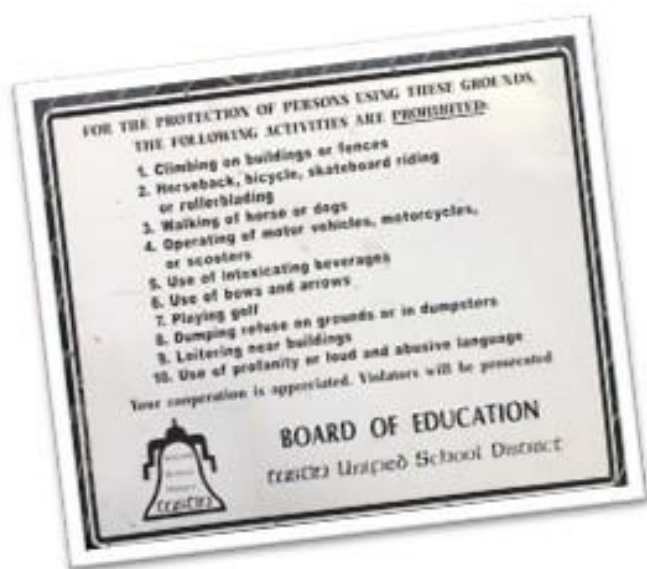 FOR THE PROTECTION OF PERSONS USING THESE GROUNDS,
THE FOLLOWING ACTIVITIES ARE PROHIBITED:
1. Climbing on buildings or fences
2. Horseback, bicycle, skateboard riding
or rollerblading
3. Walking of horse or dogs
4. Operating of motor vehicles, motorcycles,
or scooters
5. Use of intoxicating beverages
6. Use of bows and arrows
7. Playing golf
8. Dumping refuse on grounds or in dumpsters
9. Loitering near buildings
10. Use of profanity or loud and abusive language
Your cooperation is appreciated. Violators will be prosecuted
BOARD OF EDUCATION
tustin Unified School District
tustin